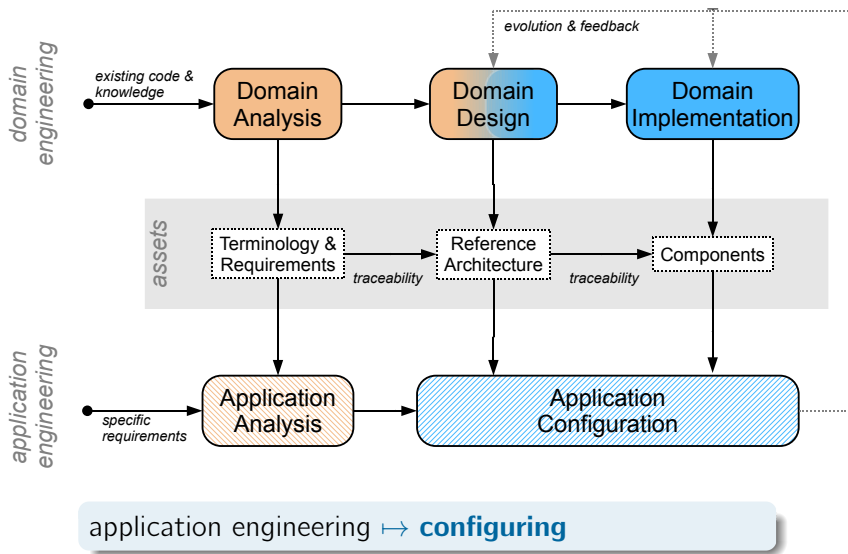 domain
engineering
existing code &
knowledge
evolution & feedback
Domain
Analysis
Domain
Design
Domain
Implementation
assets
Terminology &
Requirements
traceability
Reference
Architecture
traceability
Components
application
engineering
specific
requirements
Application
Analysis
Application
Configuration
application engineering ↦ configuring